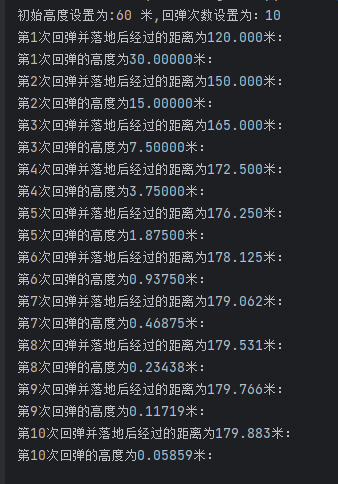 初始高度设置为:60 米,回弹次数设置为: 10
第1次回弹并落地后经过的距离为120.000米:
第1次回弹的高度为30.00000米:
第2次回弹并落地后经过的距离为150.000米:
第2次回弹的高度为15.00000米:
第3次回弹并落地后经过的距离为165.000米:
第3次回弹的高度为7.50000米:
第4次回弹并落地后经过的距离为172.500米:
第4次回弹的高度为3.75000米:
第5次回弹并落地后经过的距离为176.250米:
第5次回弹的高度为1.87500米:
第6次回弹并落地后经过的距离为178.125米:
第6次回弹的高度为0.93750米:
第7次回弹并落地后经过的距离为179.062米:
第7次回弹的高度为0.46875米:
第8次回弹并落地后经过的距离为179.531米:
第8次回弹的高度为0.23438米:
第9次回弹并落地后经过的距离为179.766米:
第9次回弹的高度为0.11719米:
第10次回弹并落地后经过的距离为179.883米:
第10次回弹的高度为0.05859米: